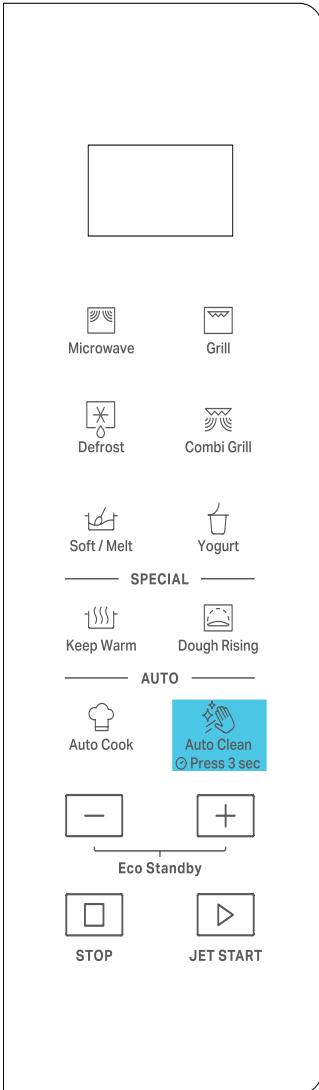 Microwave
Grill
Defrost
Combi Grill
Soft / Melt
Yogurt
SPECIAL
Keep Warm
Dough Rising
AUTO
Auto Cook
Auto Clean
Press 3 sec
Eco Standby
STOP
JET START